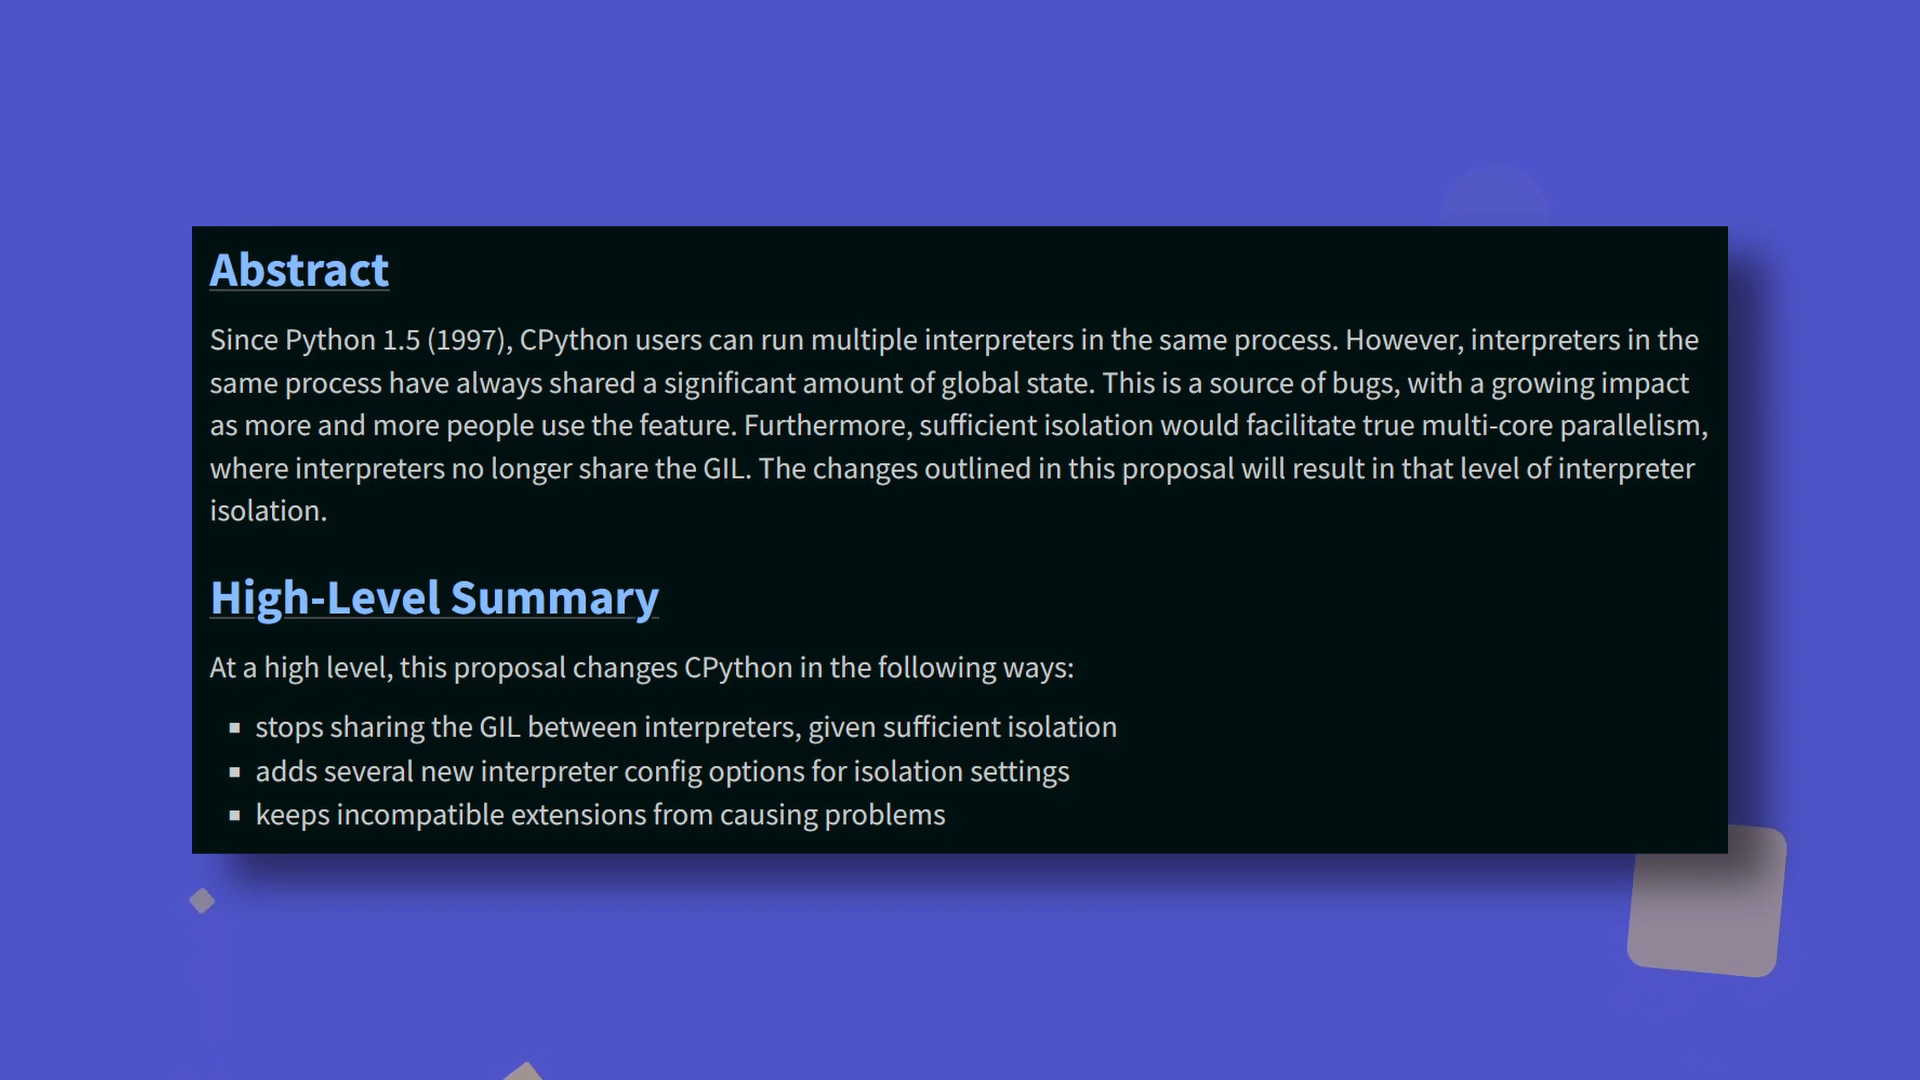 Abstract
Since Python 1.5 (1997), CPython users can run multiple interpreters in the same process. However, interpreters in the
same process have always shared a significant amount of global state. This is a source of bugs, with a growing impact
as more and more people use the feature. Furthermore, sufficient isolation would facilitate true multi-core parallelism,
where interpreters no longer share the GIL. The changes outlined in this proposal will result in that level of interpreter
isolation.
High-Level Summary
At a high level, this proposal changes CPython in the following ways:
▪ stops sharing the GIL between interpreters, given sufficient isolation
▪ adds several new interpreter config options for isolation settings
▪ keeps incompatible extensions from causing problems